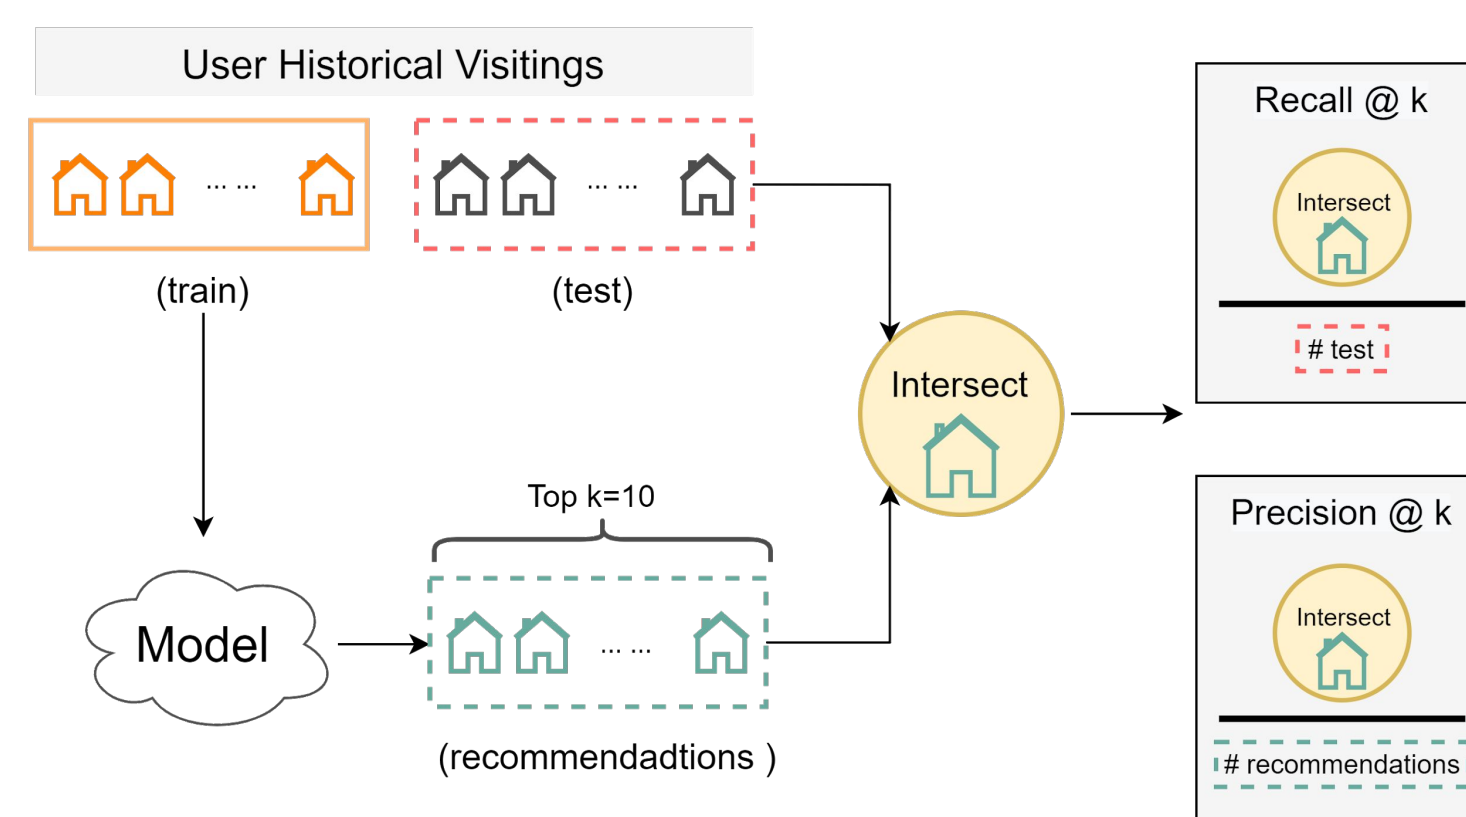 User Historical Visitings
... ...
... ...
(train)
(test)
Intersect
Top k=10
Model
... ...
(recommendadtions )
Recall @ k
Intersect
# test
Precision @ k
Intersect
# recommendations